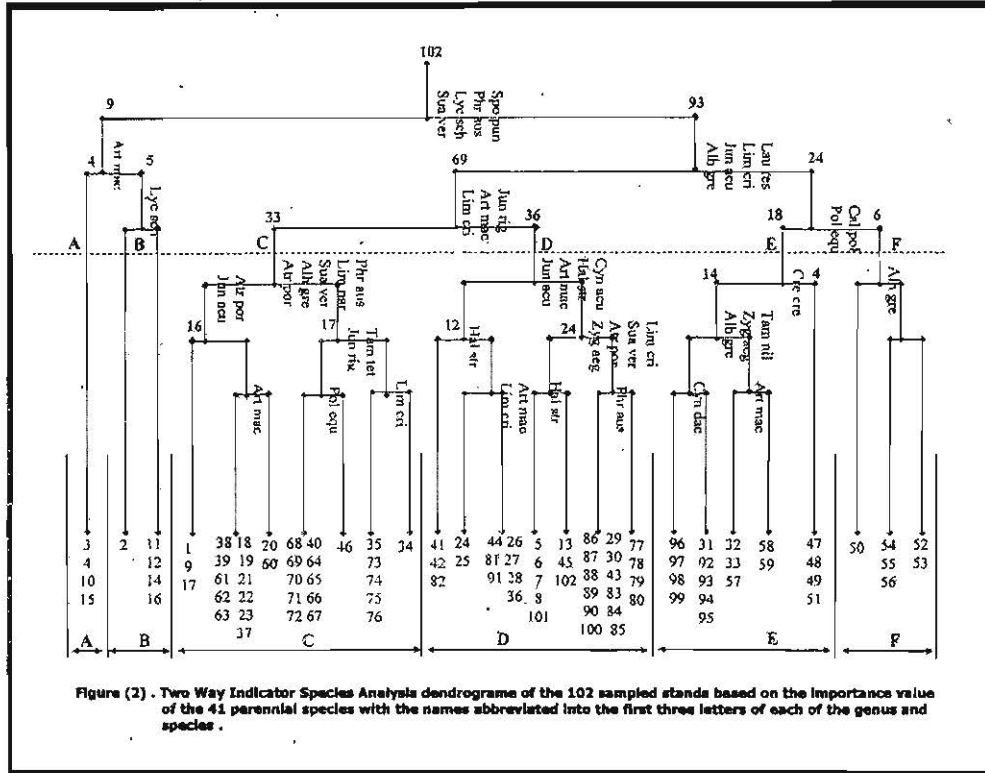 102
Spo pun
Phr aus
Lyc sch
Sua ver
9
93
Art mac
4
5
Lau res
Lim cri
Jun acu
Alh gre
69
24
Lyc sch
Jun rig
Art mac
Lim cri
33
36
Cal pol
Pol equ
18
6
A
B
C
D
E
F
Phr aus
Lim nar
Sua ver
Alh gre
Atr por
Atr por
Jun acu
Cyn acu
Hal str
Art mac
Jun acu
14
Cre cre
4
Alh gre
16
17
Tam tet
Jun rig
12
Hal str
24
Lim cri
Sua ver
Atr por
Zyg aeg
Tam nil
Zyg aeg
Alh gre
Art mac
Pol equ
Lim cri
Art mac
Lim cri
Hal str
Phr aus
Cyn dac
Art mac
3 2 11 1 38 18 20 68 40 46 35 34 41 24 44 26 5 13 86 29 77 96 31 32 58 47 50 54 52
4 12 9 39 19 60 69 64 73 42 25 81 27 6 45 87 30 78 97 92 33 59 48 55 53
10 14 17 61 21 70 65 74 82 91 28 7 102 88 43 79 98 93 57 49 56
15 16 62 22 71 66 75 36 8 89 83 80 99 94 51
63 23 72 67 76 101 90 84 95
37 100 85
A B C D E F
Figure (2) . Two Way Indicator Species Analysis dendrograme of the 102 sampled stands based on the importance value
of the 41 perennial species with the names abbreviated into the first three letters of each of the genus and
species .